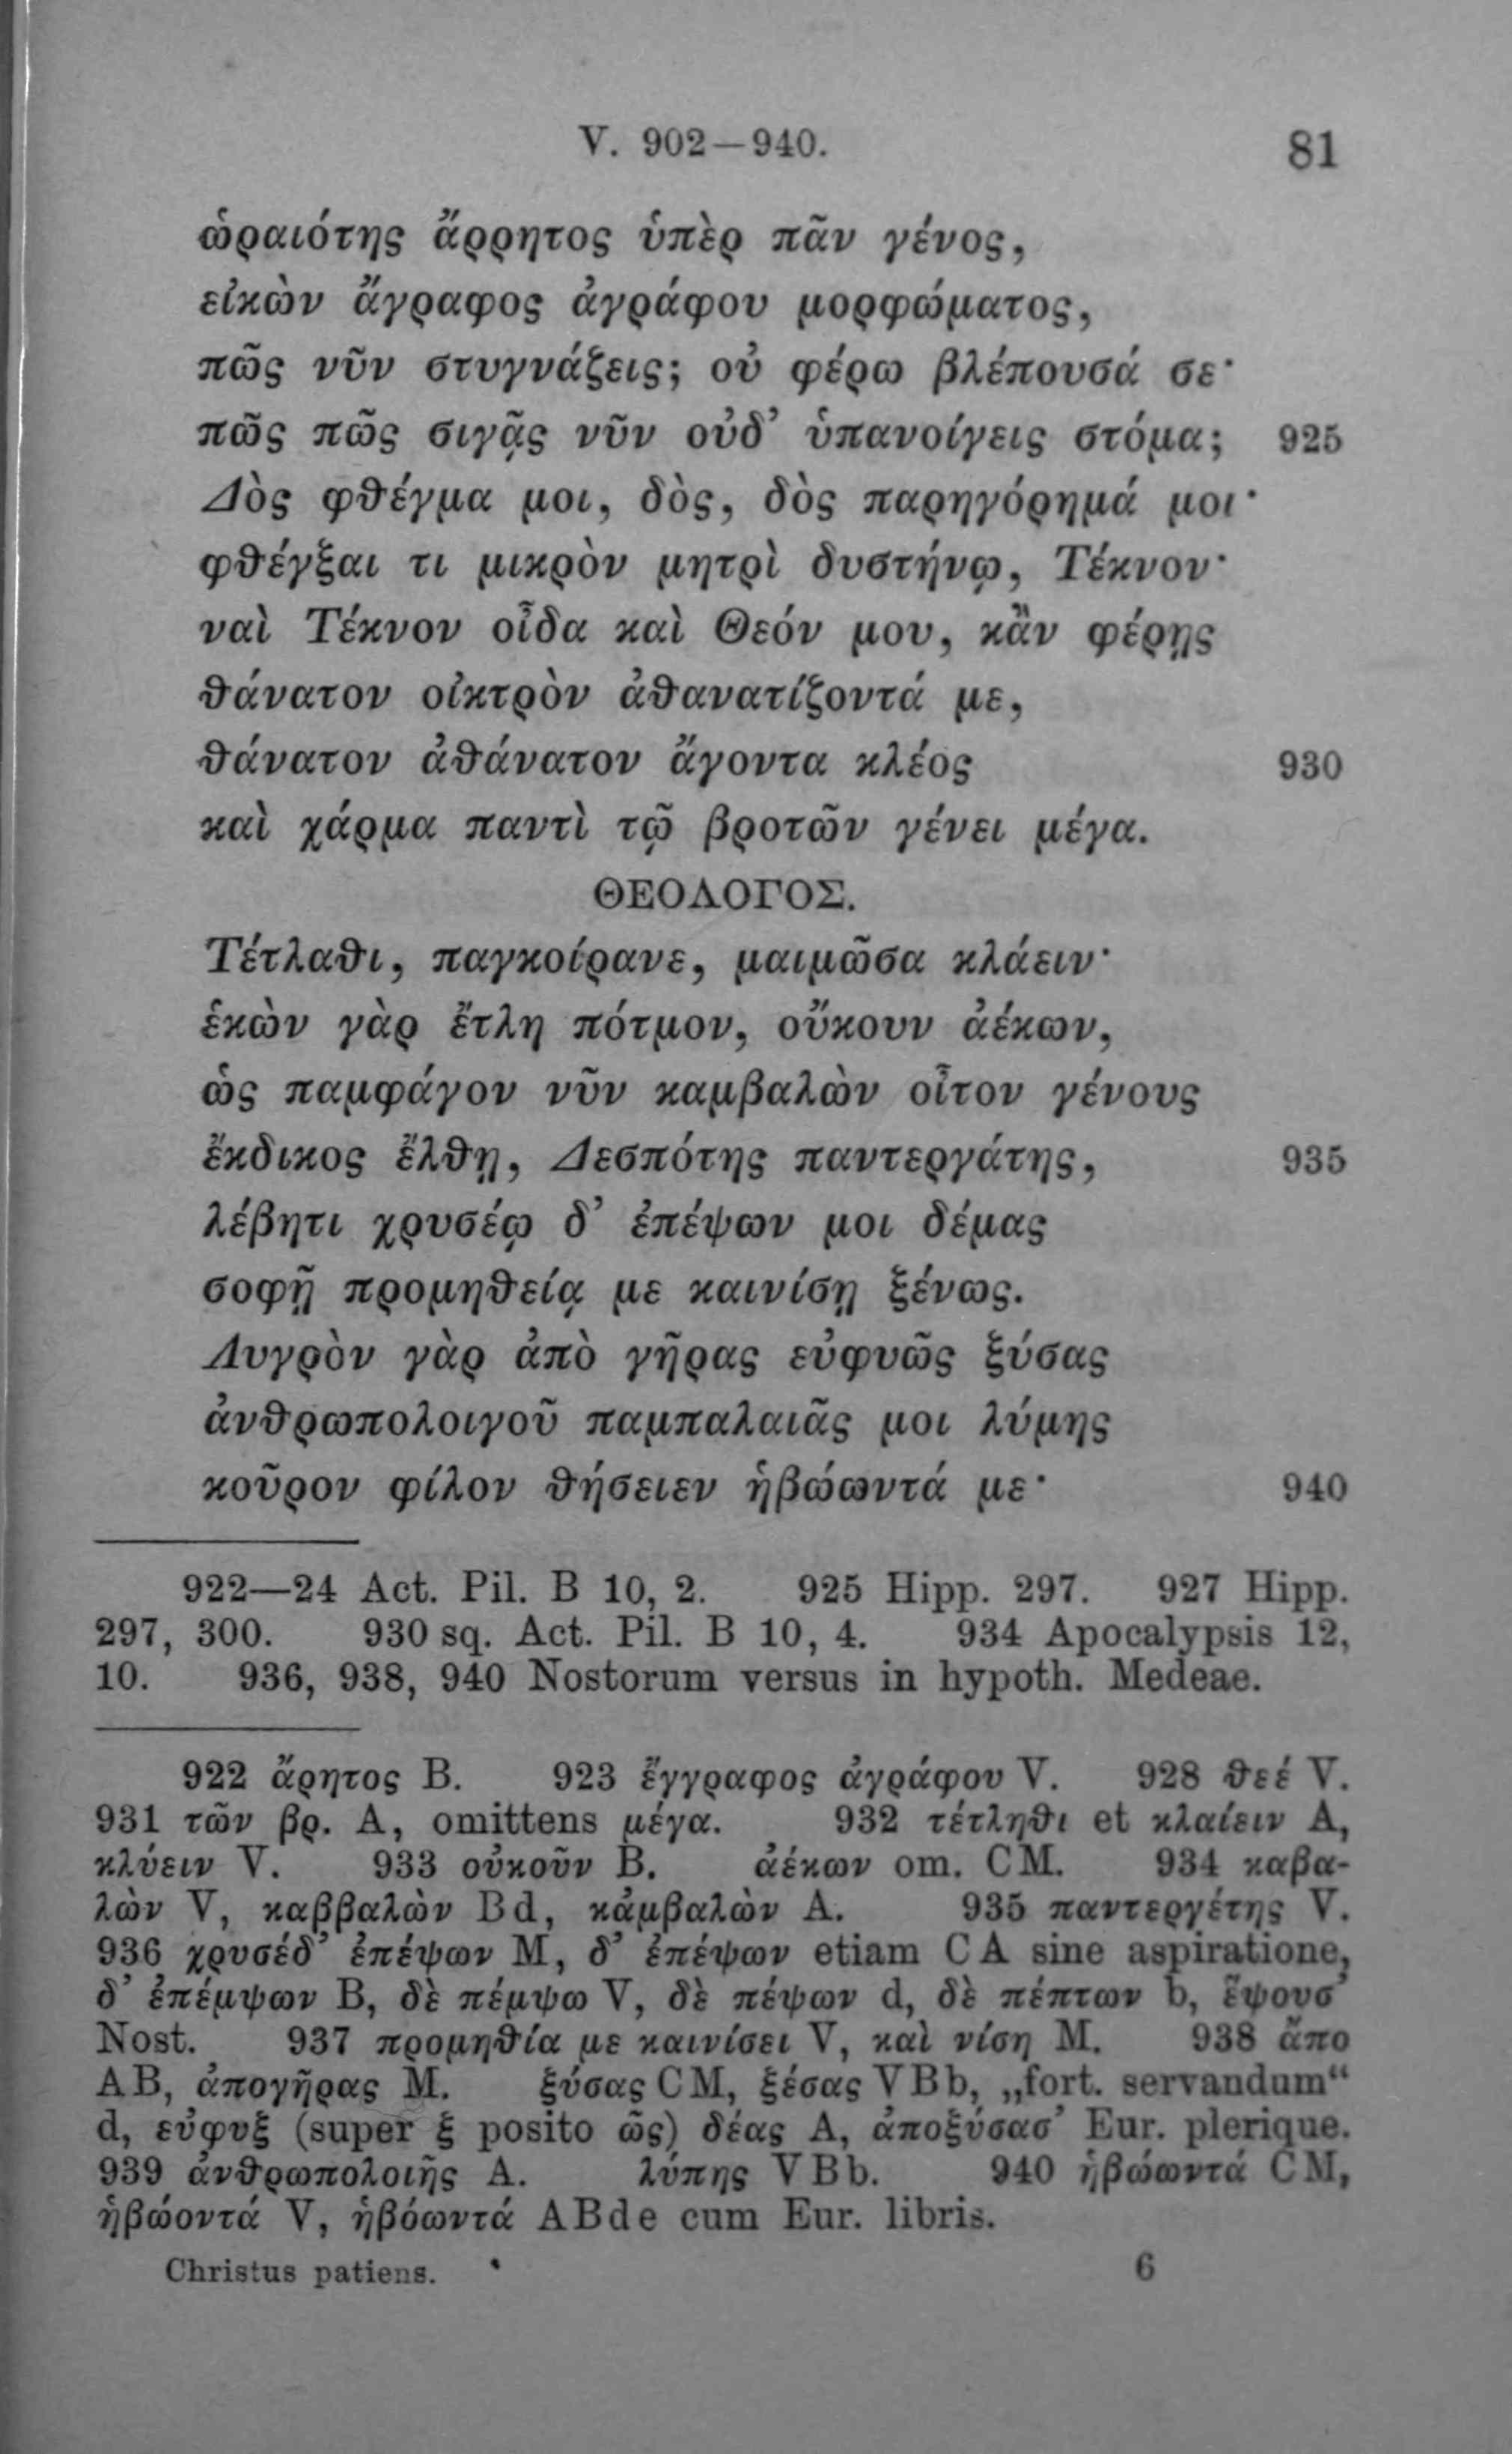 V. 902—940. 81
ὡραιότης ἄρρητος ὑπὲρ πᾶν γένος,
εἰκὼν ἄγραφος ἀγράφου μορφώματος,
πῶς νῦν στυγνάζεις; οὐ φέρω βλέπουσά σε·
πῶς πῶς σιγᾷς νῦν οὐδ’ ὑπανοίγεις στόμα; 925
Δὸς φθέγμα μοι, δὸς, δὸς παρηγόρημά μοι·
φθέγξαι τι μικρὸν μητρὶ δυστήνῳ, Τέκνον·
ναὶ Τέκνον οἶδα καὶ Θεόν μου, κἂν φέρῃς
θάνατον οἰκτρὸν ἀθανατίζοντά με,
θάνατον ἀθάνατον ἄγοντα κλέος 930
καὶ χάρμα παντὶ τῷ βροτῶν γένει μέγα.
ΘΕΟΛΟΓΟΣ.
Τέτλαθι, παγκοίρανε, μαιμῶσα κλάειν·
ἑκὼν γὰρ ἔτλη πότμον, οὔκουν ἀέκων,
ὡς παμφάγον νῦν καμβαλὼν οἶτον γένους
ἔκδικος ἔλθῃ, Δεσπότης παντεργάτης, 935
λέβητι χρυσέῳ δ’ ἐπέψων μοι δέμας
σοφῇ προμηθείᾳ με καινίσῃ ξένως.
Λυγρὸν γὰρ ἀπὸ γῆρας εὐφυῶς ξύσας
ἀνθρωπολοιγοῦ παμπαλαιᾶς μοι λύμης
κοῦρον φίλον θήσειεν ἡβώωντά με· 940
922—24 Act. Pil. B 10, 2. 925 Hipp. 297. 927 Hipp.
297, 300. 930 sq. Act. Pil. B 10, 4. 934 Apocalypsis 12,
10. 936, 938, 940 Nostorum versus in hypoth. Medeae.
922 ἄρητος B. 923 ἔγγραφος ἀγράφου V. 928 θεέ V.
931 τῶν βρ. A, omittens μέγα. 932 τέτληθι et κλαίειν A,
κλύειν V. 933 οὐκοῦν B. ἀέκων om. CM. 934 καβα-
λὼν V, καββαλὼν Bd, κἀμβαλὼν A. 935 παντεργέτης V.
936 χρυσέδ’ ἐπέψων M, δ’ ἐπέψων etiam CA sine aspiratione,
δ’ ἐπέμψων B, δὲ πέμψω V, δὲ πέψων d, δὲ πέπτων b, ἕψουσ’
Nost. 937 προμηθία με καινίσει V, καὶ νίση M. 938 ἄπο
AB, ἀπογῆρας M. ξύσας CM, ξέσας VBb, „fort. servandum“
d, εὐφυξ (super ξ posito ῶς) δέας A, ἀποξύσασ’ Eur. plerique.
939 ἀνθρωπολοιῆς A. λύπης VBb. 940 ἡβώωντά CM,
ἡβώοντά V, ἡβόωντά ABde cum Eur. libris.
Christus patiens. 6